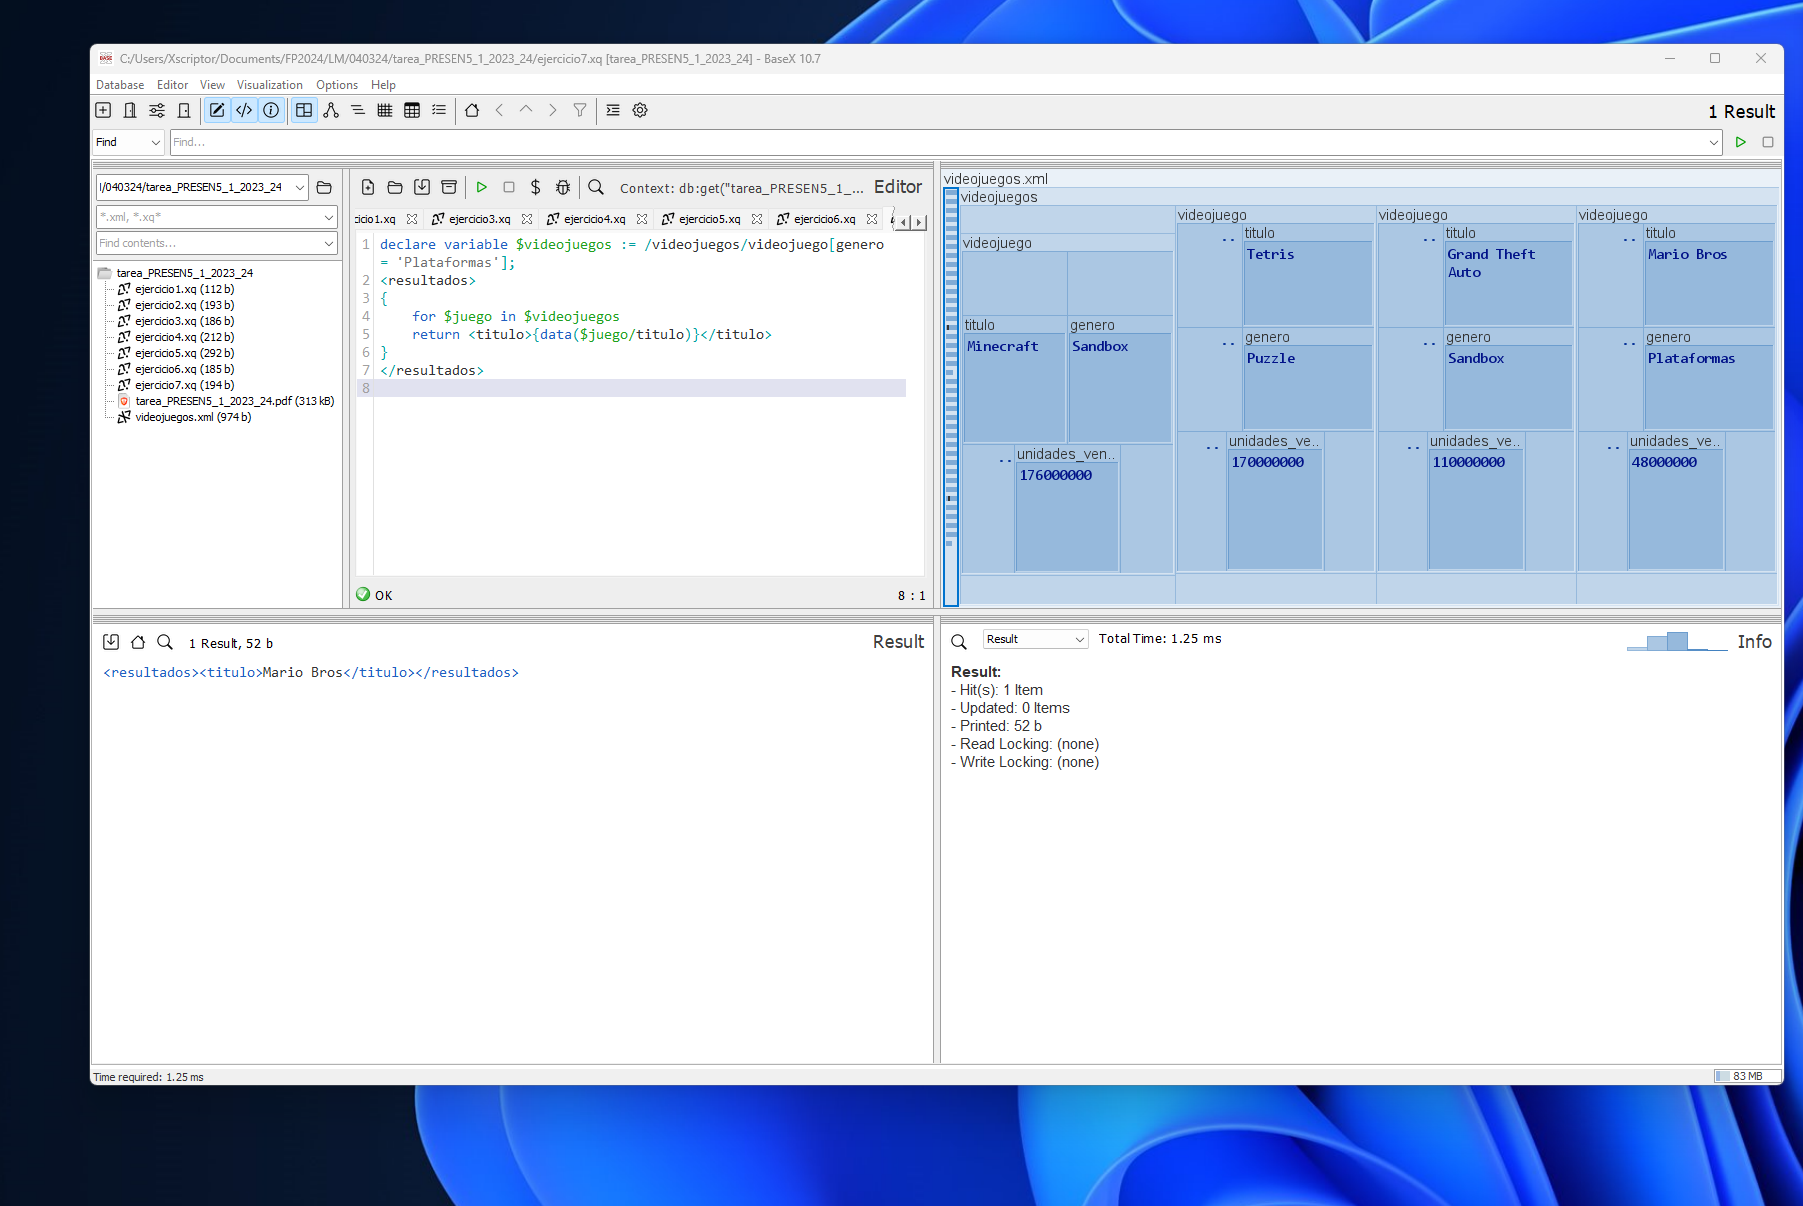 C:/Users/Xscriptor/Documents/FP2024/LM/040324/tarea_PRESEN5_1_2023_24/ejercicio7.xq [tarea_PRESEN5_1_2023_24] - BaseX 10.7
Database Editor View Visualization Options Help
1 Result
Find
Find...
l/040324/tarea_PRESEN5_1_2023_24
*.xml, *.xq*
Find contents...
tarea_PRESEN5_1_2023_24
ejercicio1.xq (112 b)
ejercicio2.xq (193 b)
ejercicio3.xq (186 b)
ejercicio4.xq (212 b)
ejercicio5.xq (292 b)
ejercicio6.xq (185 b)
ejercicio7.xq (194 b)
tarea_PRESEN5_1_2023_24.pdf (313 kB)
videojuegos.xml (974 b)
$ Context: db:get("tarea_PRESEN5_1_... Editor
cicio1.xq ejercicio3.xq ejercicio4.xq ejercicio5.xq ejercicio6.xq
1 declare variable $videojuegos := /videojuegos/videojuego[genero
= 'Plataformas'];
2 <resultados>
3 {
4 for $juego in $videojuegos
5 return <titulo>{data($juego/titulo)}</titulo>
6 }
7 </resultados>
8
OK 8 : 1
videojuegos.xml
videojuegos
videojuego
titulo genero
Minecraft Sandbox
.. unidades_ven..
176000000
videojuego
.. titulo
Tetris
.. genero
Puzzle
.. unidades_ve..
170000000
videojuego
.. titulo
Grand Theft
Auto
.. genero
Sandbox
.. unidades_ve..
110000000
videojuego
.. titulo
Mario Bros
.. genero
Plataformas
.. unidades_ve..
48000000
1 Result, 52 b Result
<resultados><titulo>Mario Bros</titulo></resultados>
Result Total Time: 1.25 ms Info
Result:
- Hit(s): 1 Item
- Updated: 0 Items
- Printed: 52 b
- Read Locking: (none)
- Write Locking: (none)
Time required: 1.25 ms
83 MB